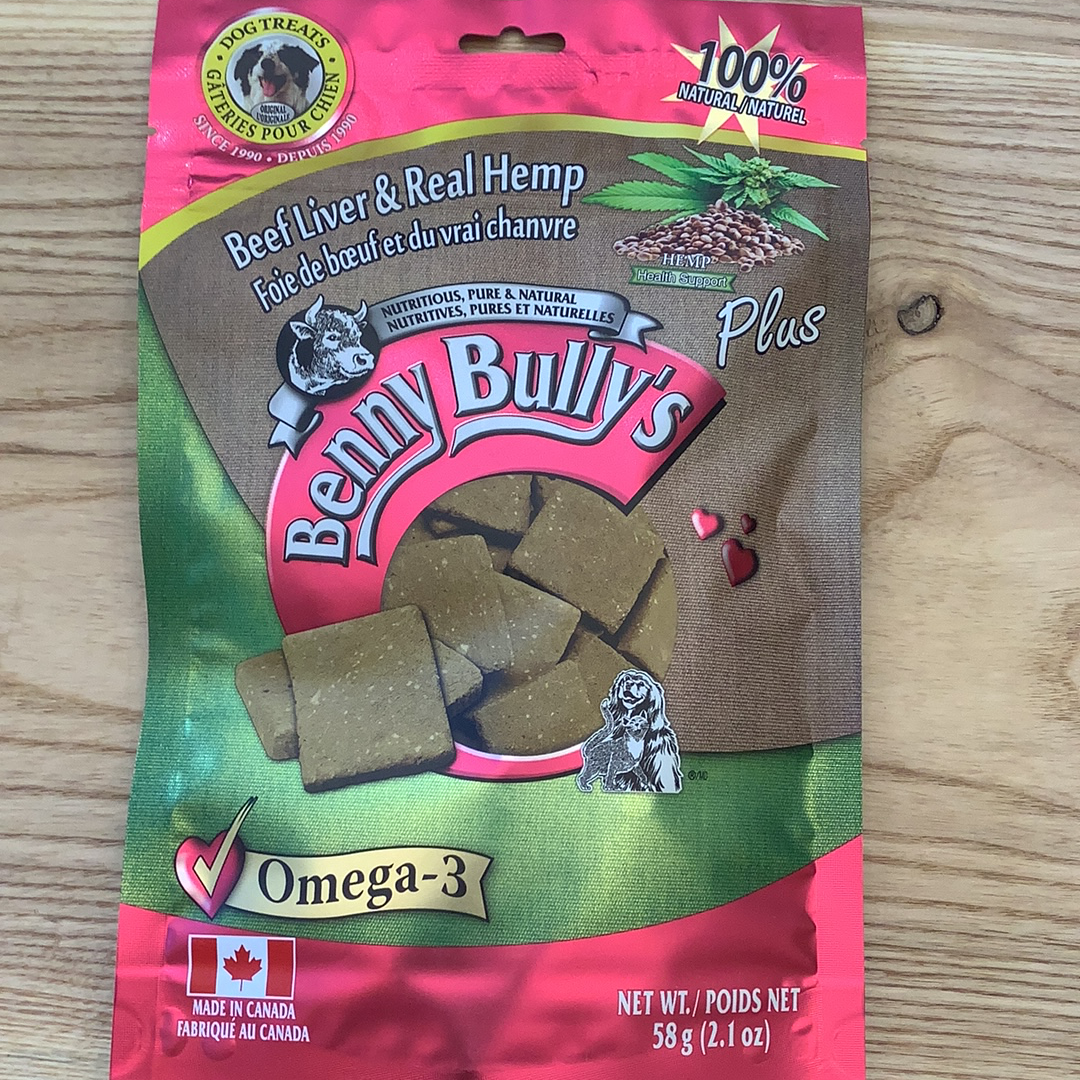 DOG TREATS
GÂTERIES POUR CHIEN
ORIGINAL
L'ORIGINALE
SINCE 1990 • DEPUIS 1990
100%
NATURAL/NATUREL
Beef Liver & Real Hemp
Foie de bœuf et du vrai chanvre
HEMP
Health Support
Plus
NUTRITIOUS, PURE & NATURAL
NUTRITIVES, PURES ET NATURELLES
Benny Bully's
®/MC
Omega-3
MADE IN CANADA
FABRIQUÉ AU CANADA
NET WT./ POIDS NET
58 g (2.1 oz)